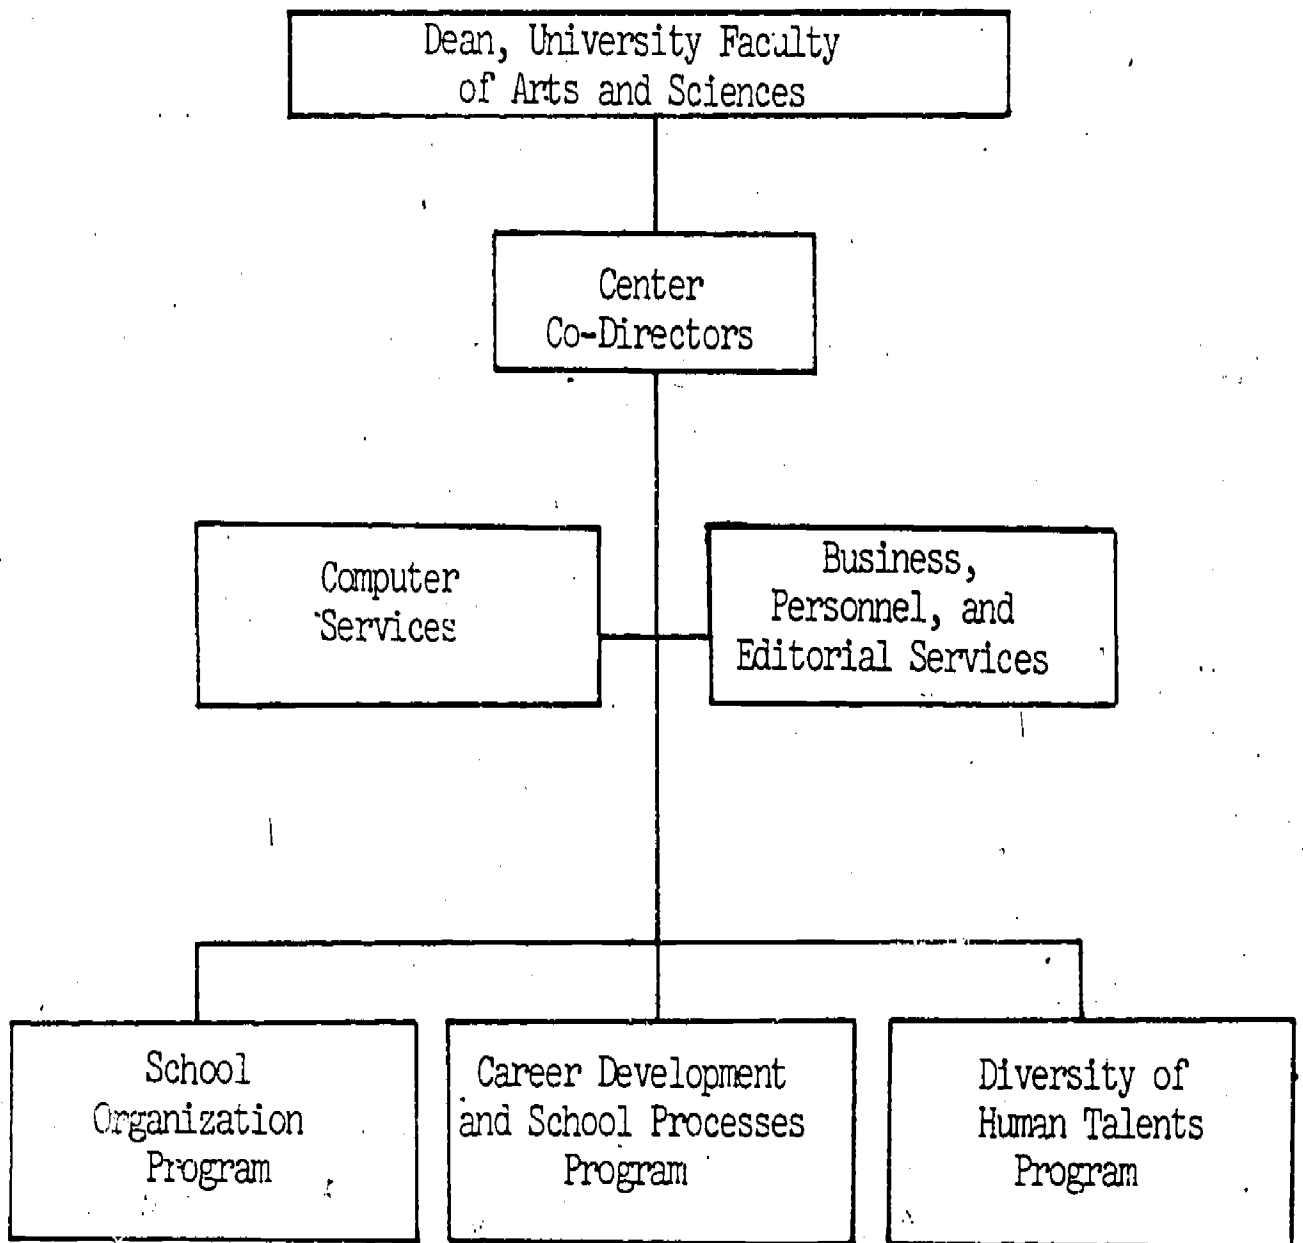 Dean, University Faculty
of Arts and Sciences
Center
Co-Directors
Computer
Services
Business,
Personnel, and
Editorial Services
School
Organization
Program
Career Development
and School Processes
Program
Diversity of
Human Talents
Program